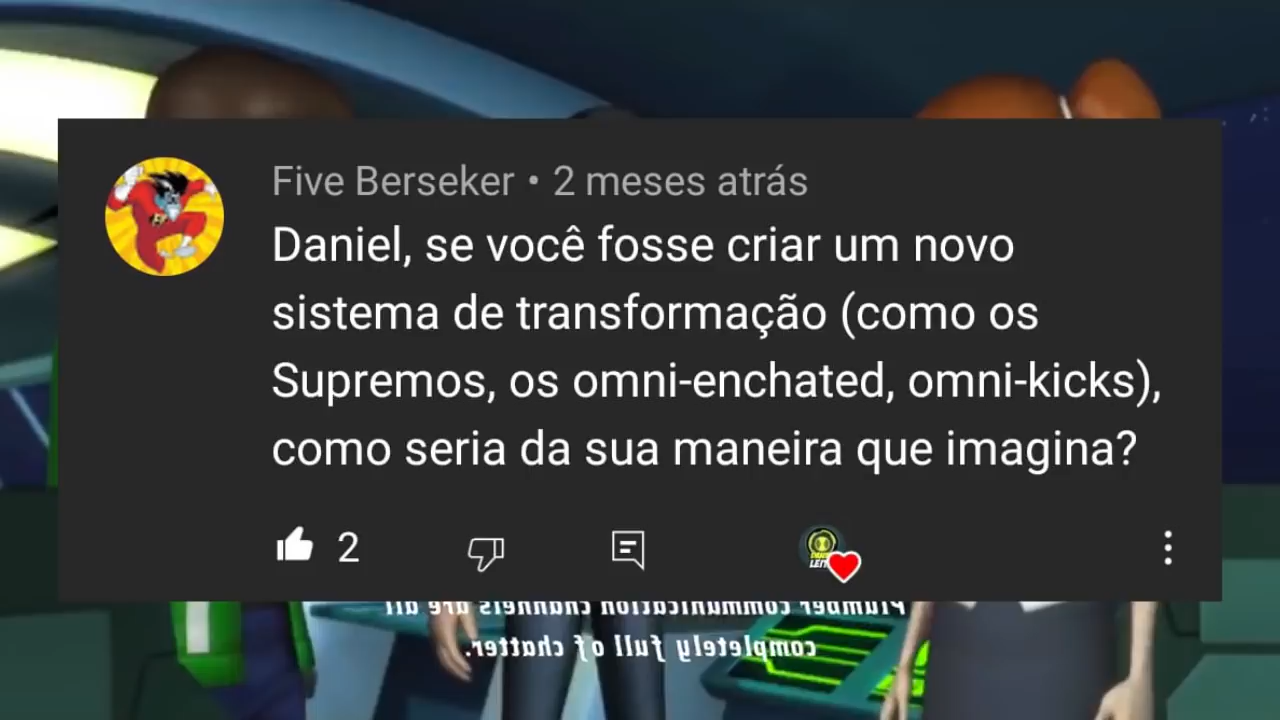 Five Berseker • 2 meses atrás
Daniel, se você fosse criar um novo
sistema de transformação (como os
Supremos, os omni-enchated, omni-kicks),
como seria da sua maneira que imagina?
2
Plumber communication channels are all
completely full of chatter.